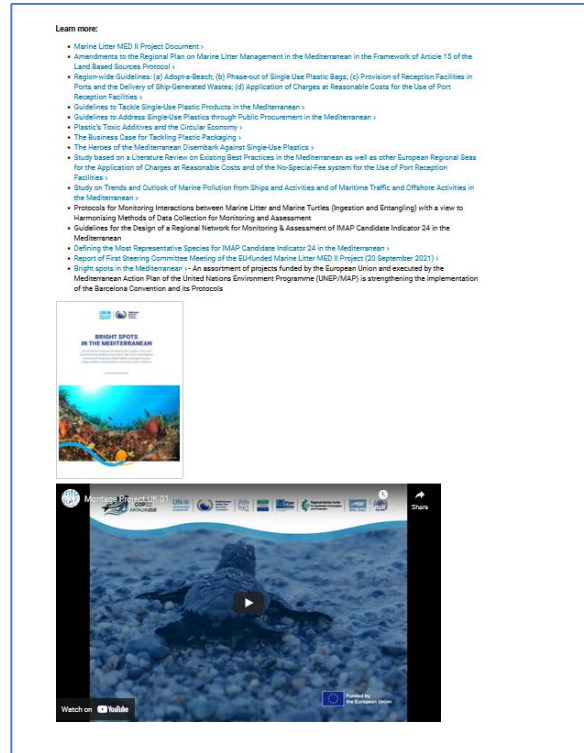 Learn more:
• Marine Litter MED II Project Document ›
• Amendments to the Regional Plan on Marine Litter Management in the Mediterranean in the Framework of Article 15 of the
Land Based Sources Protocol ›
• Region-wide Guidelines: (a) Adopt-a-Beach; (b) Phase-out of Single Use Plastic Bags; (c) Provision of Reception Facilities in
Ports and the Delivery of Ship-Generated Wastes; (d) Application of Charges at Reasonable Costs for the Use of Port
Reception Facilities ›
• Guidelines to Tackle Single-Use Plastic Products in the Mediterranean ›
• Guidelines to Address Single-Use Plastics through Public Procurement in the Mediterranean ›
• Plastic's Toxic Additives and the Circular Economy ›
• The Business Case for Tackling Plastic Packaging ›
• The Heroes of the Mediterranean Disembark Against Single-Use Plastics ›
• Study based on a Literature Review on Existing Best Practices in the Mediterranean as well as other European Regional Seas
for the Application of Charges at Reasonable Costs and of the No-Special-Fee system for the Use of Port Reception
Facilities ›
• Study on Trends and Outlook of Marine Pollution from Ships and Activities and of Maritime Traffic and Offshore Activities in
the Mediterranean ›
• Protocols for Monitoring Interactions between Marine Litter and Marine Turtles (Ingestion and Entangling) with a view to
Harmonising Methods of Data Collection for Monitoring and Assessment
• Guidelines for the Design of a Regional Network for Monitoring & Assessment of IMAP Candidate Indicator 24 in the
Mediterranean
• Defining the Most Representative Species for IMAP Candidate Indicator 24 in the Mediterranean ›
• Report of First Steering Committee Meeting of the EU-funded Marine Litter MED II Project (20 September 2021) ›
• Bright spots in the Mediterranean › - An assortment of projects funded by the European Union and executed by the
Mediterranean Action Plan of the United Nations Environment Programme (UNEP/MAP) is strengthening the implementation
of the Barcelona Convention and its Protocols
BRIGHT SPOTS
IN THE MEDITERRANEAN
Montage Project UK 01
Share
COP22
ANTALYA
UN
Funded by
the European Union
Watch on YouTube